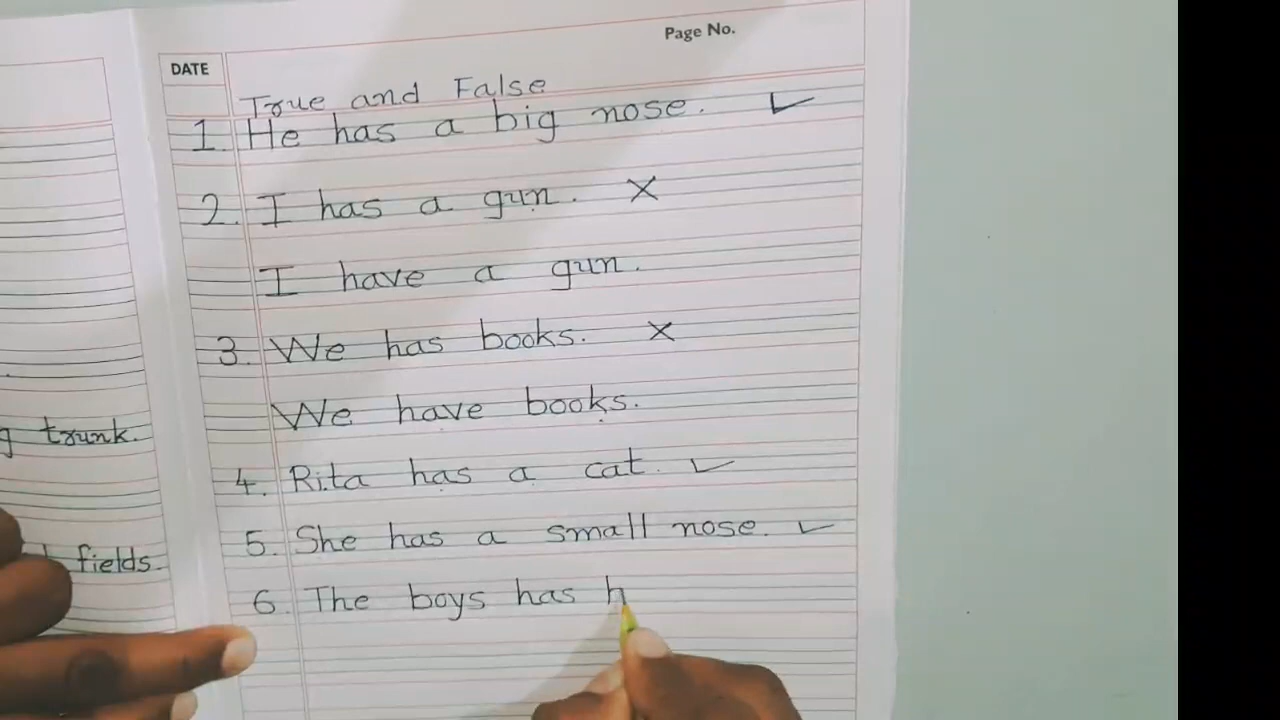 Page No.
DATE
True and False
1. He has a big nose. ✓
2. I has a gun. ✗
I have a gun.
3. We has books. ✗
We have books.
4. Rita has a cat. ✓
5. She has a small nose. ✓
6. The boys has h
trunk.
fields.